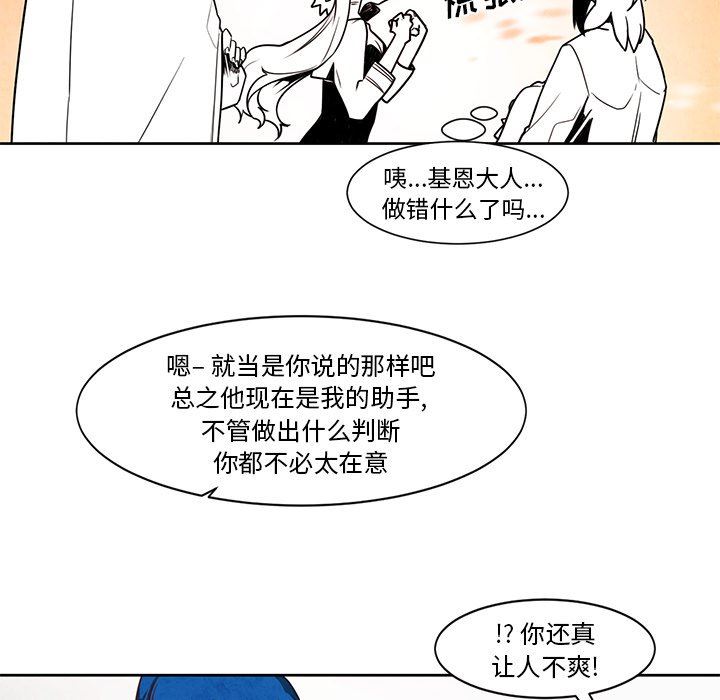 咦...基恩大人...
做错什么了吗...
嗯– 就当是你说的那样吧
总之他现在是我的助手,
不管做出什么判断
你都不必太在意
!? 你还真
让人不爽!